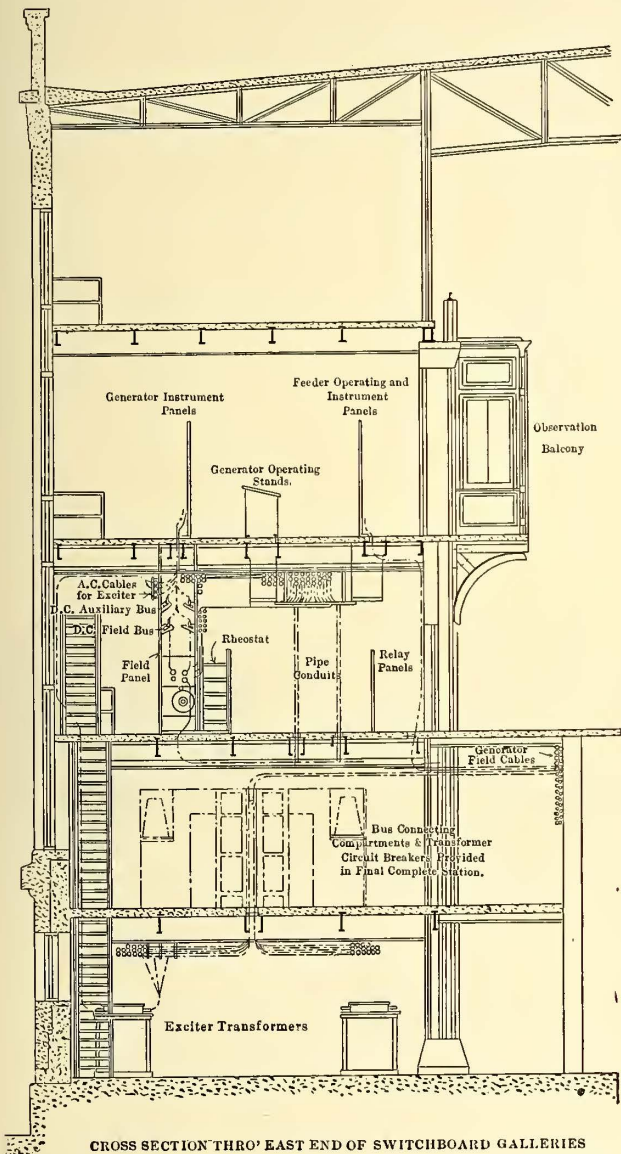 Generator Instrument
Panels
Feeder Operating and
Instrument
Panels
Generator Operating
Stands.
Observation
Balcony
A.C. Cables
for Exciter
D.C. Auxiliary Bus
D.C. Field Bus
Rheostat
Field
Panel
Pipe
Conduits
Relay
Panels
Generator
Field Cables
Bus Connecting
Compartments & Transformer
Circuit Breakers Provided
in Final Complete Station.
Exciter Transformers
CROSS SECTION THRO' EAST END OF SWITCHBOARD GALLERIES